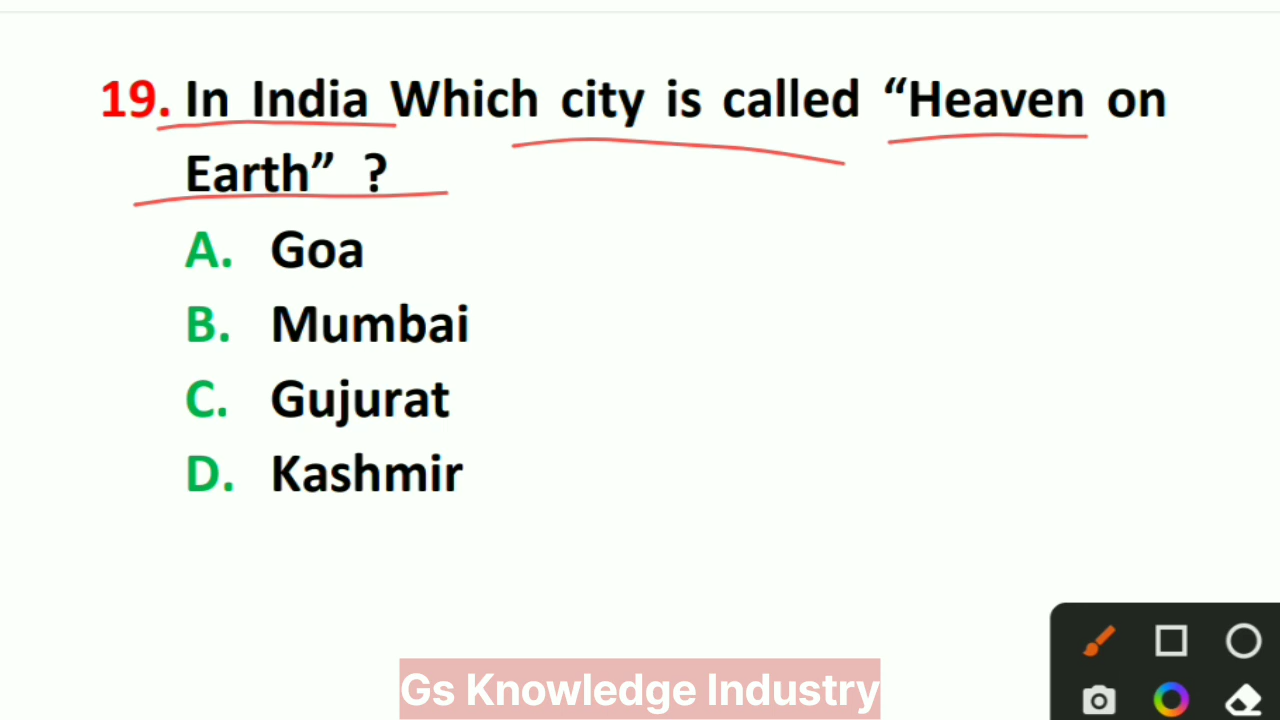 19. In India Which city is called “Heaven on
Earth” ?
A. Goa
B. Mumbai
C. Gujurat
D. Kashmir
Gs Knowledge Industry